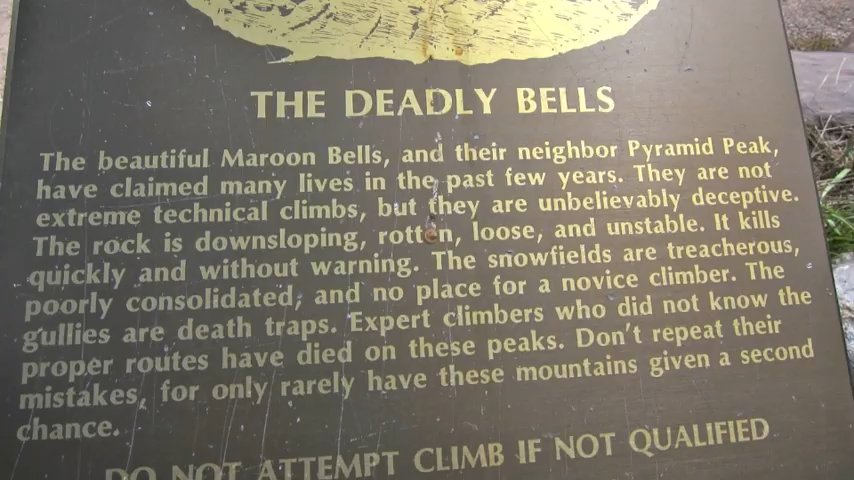 THE DEADLY BELLS
The beautiful Maroon Bells, and their neighbor Pyramid Peak,
have claimed many lives in the past few years. They are not
extreme technical climbs, but they are unbelievably deceptive.
The rock is downsloping, rotten, loose, and unstable. It kills
quickly and without warning. The snowfields are treacherous,
poorly consolidated, and no place for a novice climber. The
gullies are death traps. Expert climbers who did not know the
proper routes have died on these peaks. Don't repeat their
mistakes, for only rarely have these mountains given a second
chance.
DO NOT ATTEMPT CLIMB IF NOT QUALIFIED